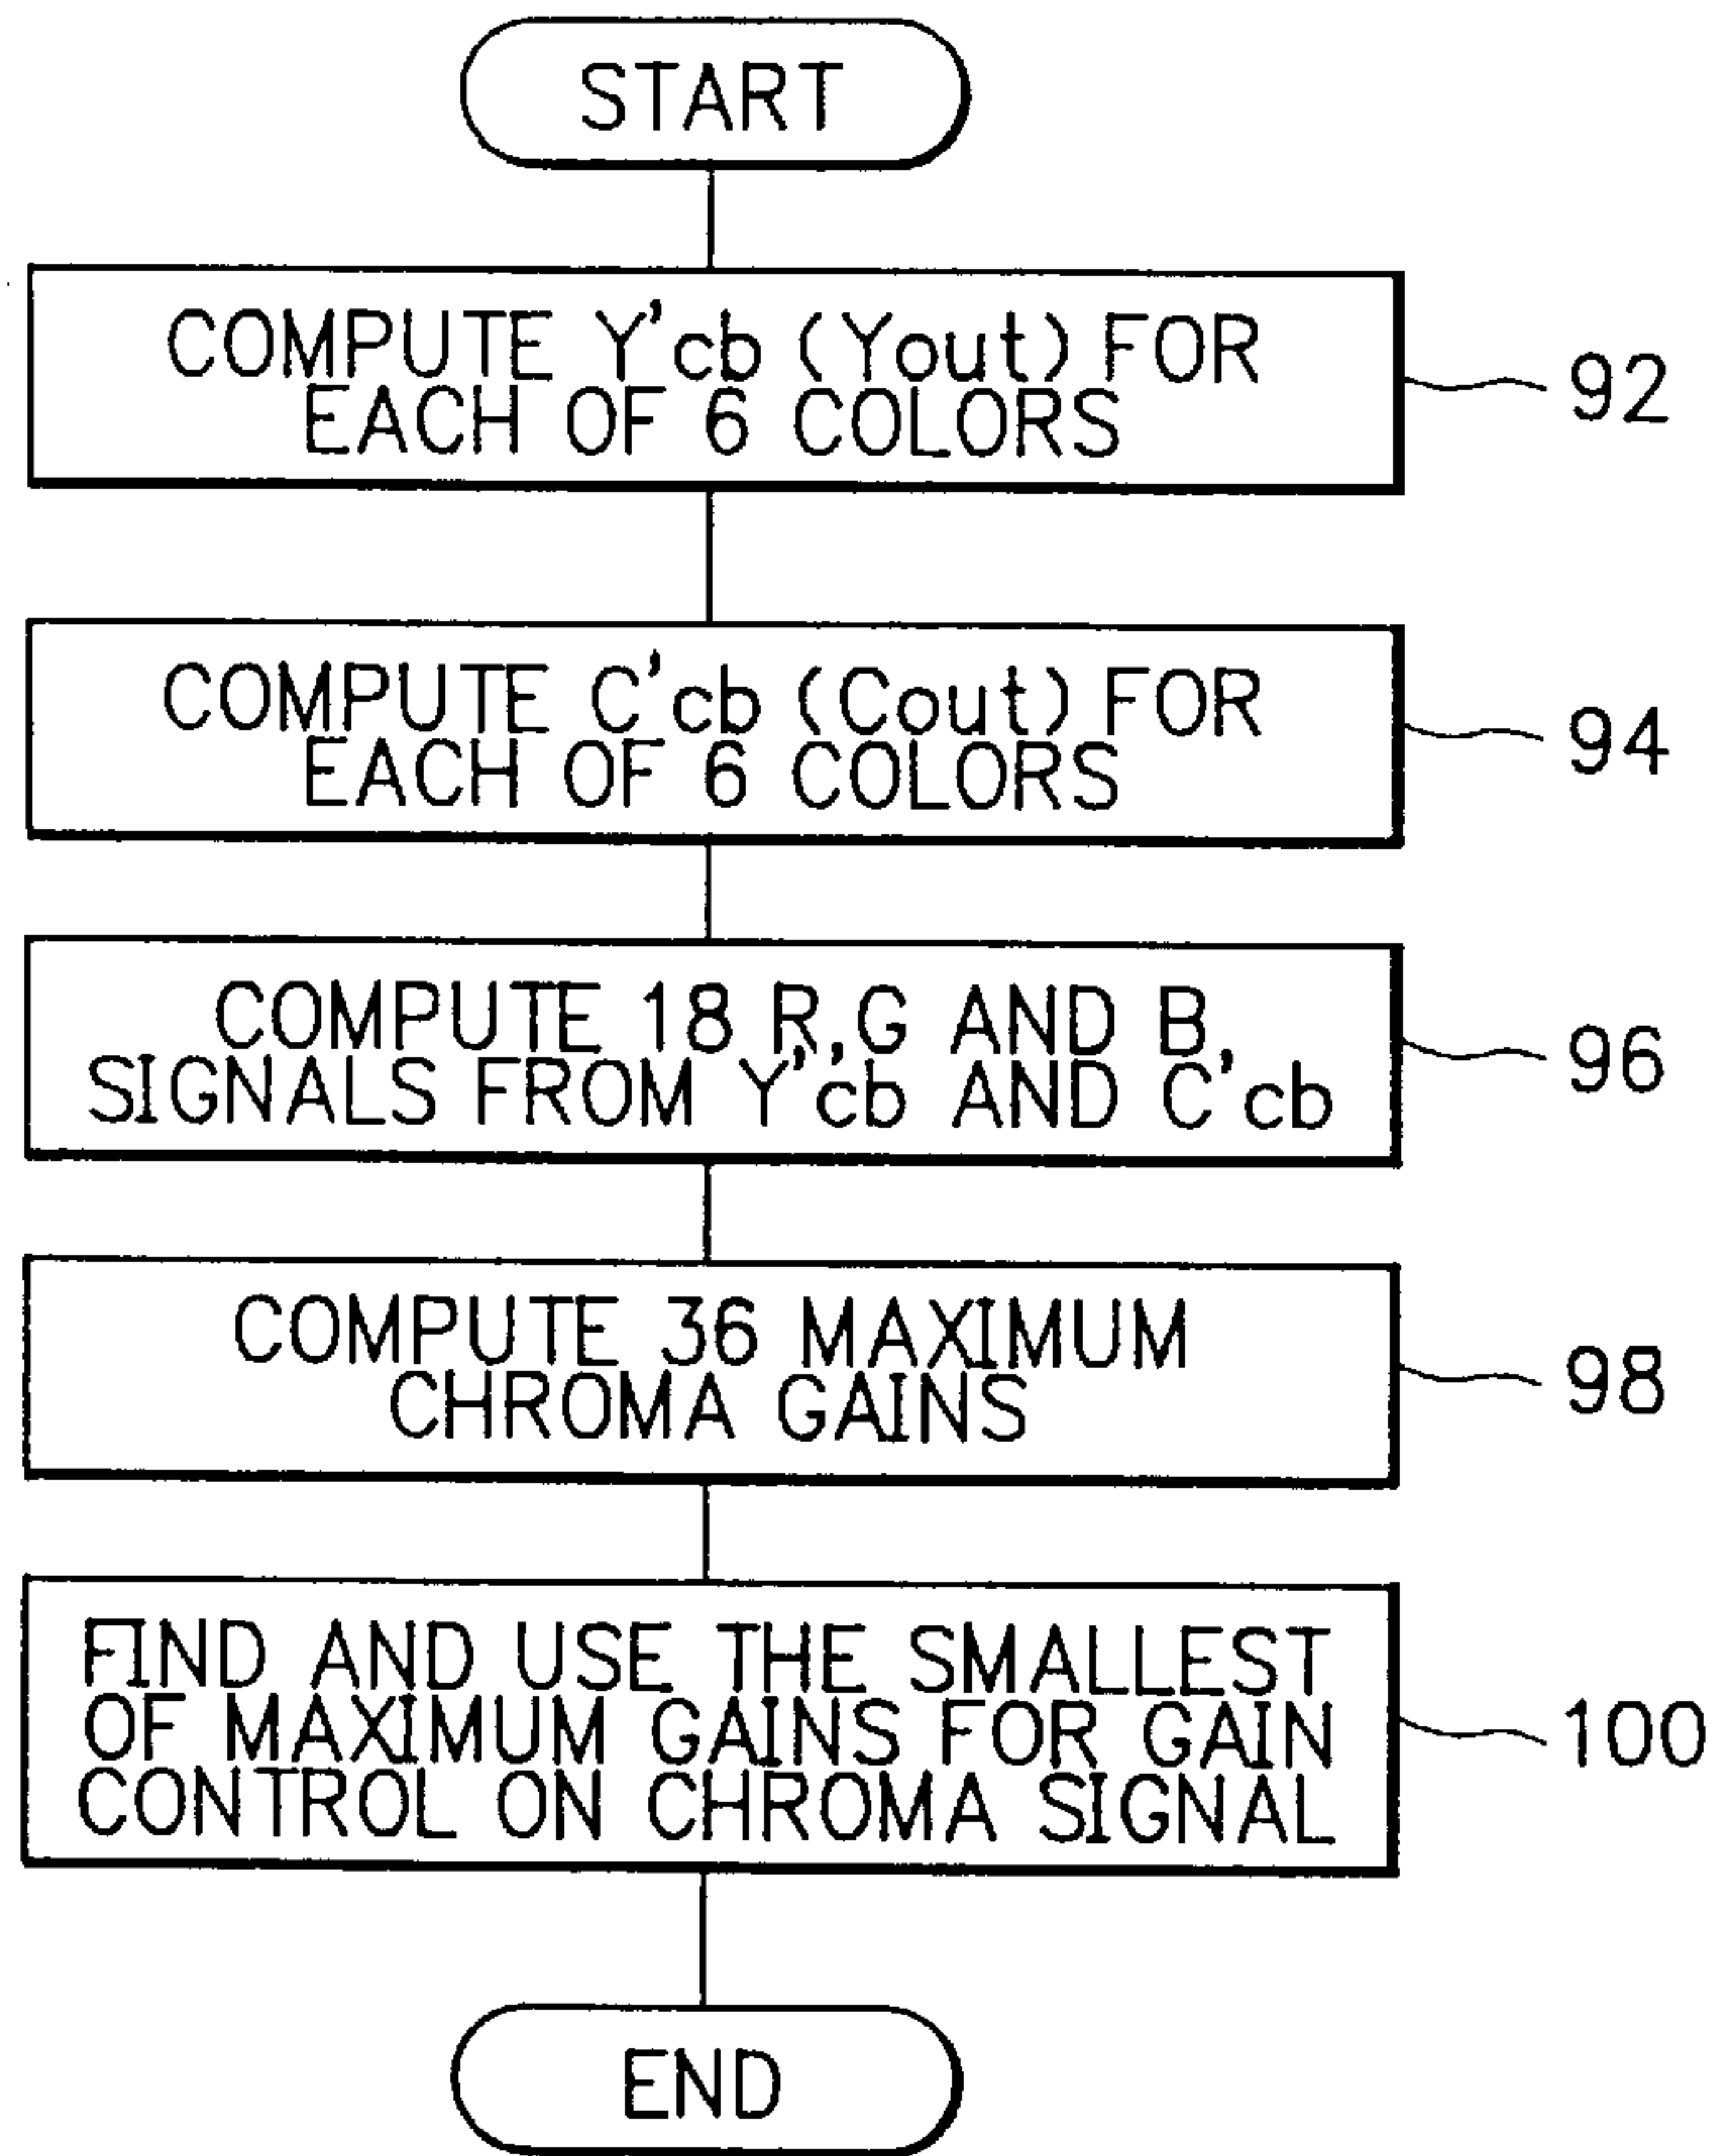 START
COMPUTE Y'cb (Yout) FOR
EACH OF 6 COLORS
92
COMPUTE C'cb (Cout) FOR
EACH OF 6 COLORS
94
COMPUTE 18 R,G AND B,
SIGNALS FROM Y'cb AND C'cb
96
COMPUTE 36 MAXIMUM
CHROMA GAINS
98
FIND AND USE THE SMALLEST
OF MAXIMUM GAINS FOR GAIN
CONTROL ON CHROMA SIGNAL
100
END